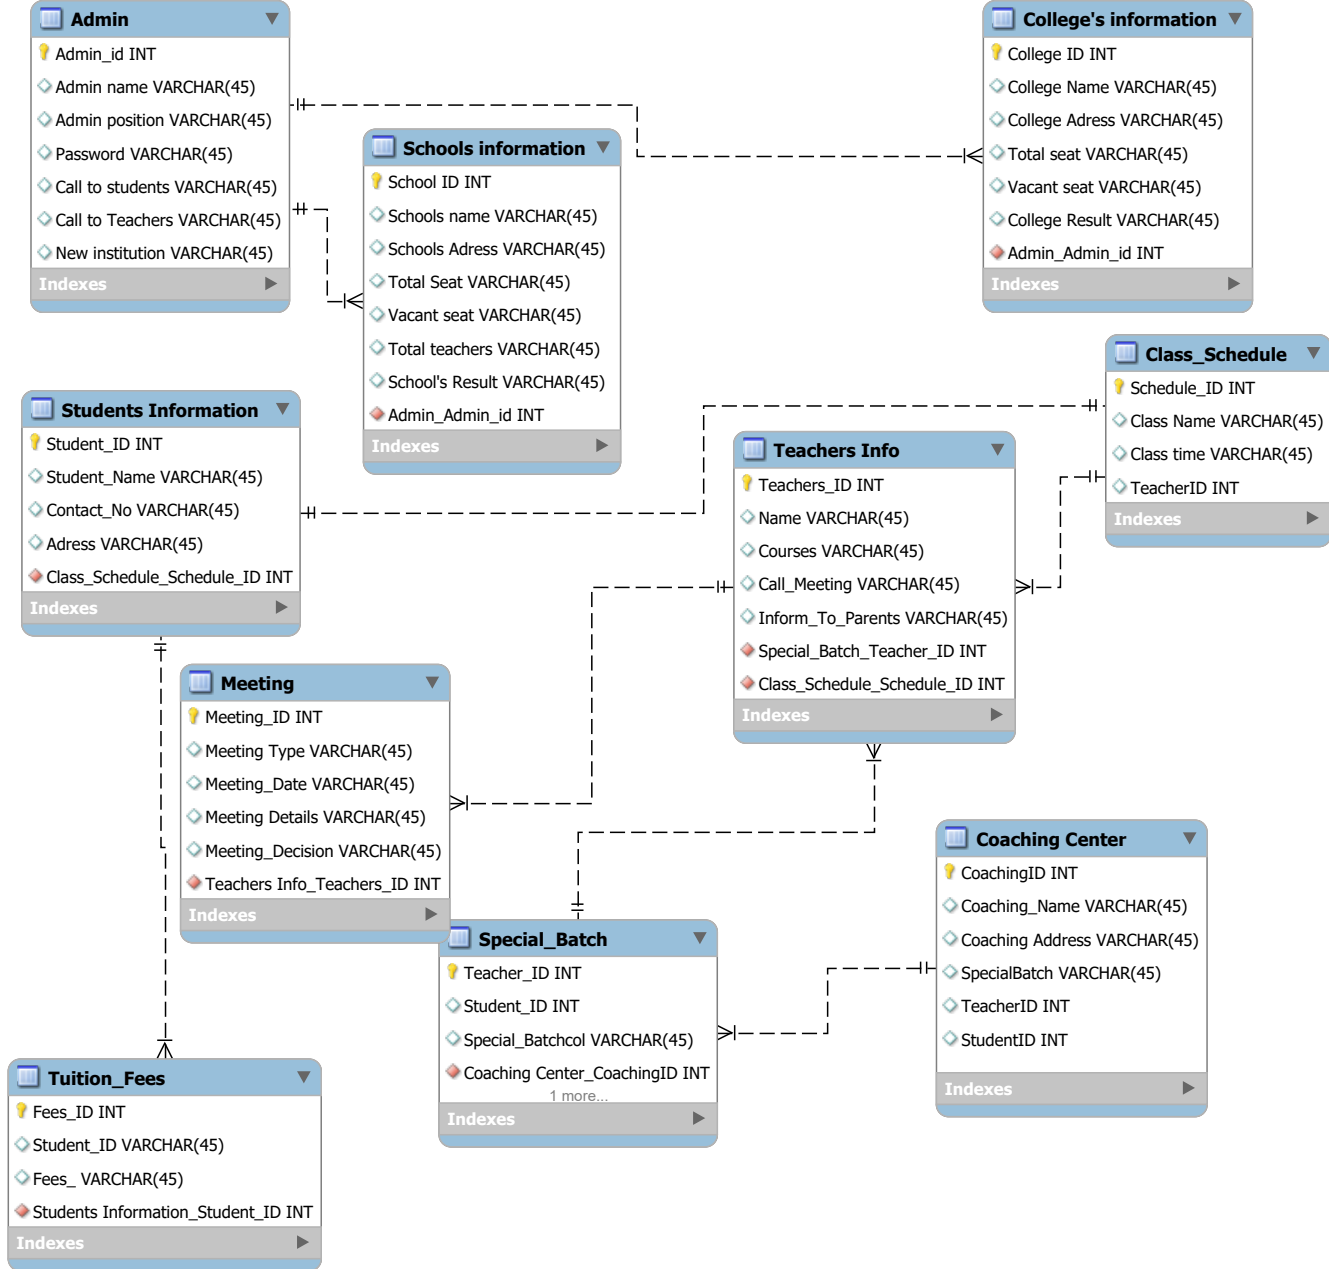 Admin
Admin_id INT
Admin name VARCHAR(45)
Admin position VARCHAR(45)
Password VARCHAR(45)
Call to students VARCHAR(45)
Call to Teachers VARCHAR(45)
New institution VARCHAR(45)
Indexes
College's information
College ID INT
College Name VARCHAR(45)
College Adress VARCHAR(45)
Total seat VARCHAR(45)
Vacant seat VARCHAR(45)
College Result VARCHAR(45)
Admin_Admin_id INT
Schools information
School ID INT
Schools name VARCHAR(45)
Schools Adress VARCHAR(45)
Total Seat VARCHAR(45)
Vacant seat VARCHAR(45)
Total teachers VARCHAR(45)
School's Result VARCHAR(45)
Admin_Admin_id INT
Indexes
Class_Schedule
Schedule_ID INT
Class Name VARCHAR(45)
Class time VARCHAR(45)
TeacherID INT
Indexes
Students Information
Student_ID INT
Student_Name VARCHAR(45)
Contact_No VARCHAR(45)
Adress VARCHAR(45)
Class_Schedule_Schedule_ID INT
Indexes
Teachers Info
Teachers_ID INT
Name VARCHAR(45)
Courses VARCHAR(45)
Call_Meeting VARCHAR(45)
Inform_To_Parents VARCHAR(45)
Special_Batch_Teacher_ID INT
Class_Schedule_Schedule_ID INT
Indexes
Meeting
Meeting_ID INT
Meeting Type VARCHAR(45)
Meeting_Date VARCHAR(45)
Meeting Details VARCHAR(45)
Meeting_Decision VARCHAR(45)
Teachers Info_Teachers_ID INT
Indexes
Coaching Center
CoachingID INT
Coaching_Name VARCHAR(45)
Coaching Address VARCHAR(45)
SpecialBatch VARCHAR(45)
TeacherID INT
StudentID INT
Indexes
Special_Batch
Teacher_ID INT
Student_ID INT
Special_Batchcol VARCHAR(45)
Coaching Center_CoachingID INT
1 more...
Indexes
Tuition_Fees
Fees_ID INT
Student_ID VARCHAR(45)
Fees_ VARCHAR(45)
Students Information_Student_ID INT
Indexes